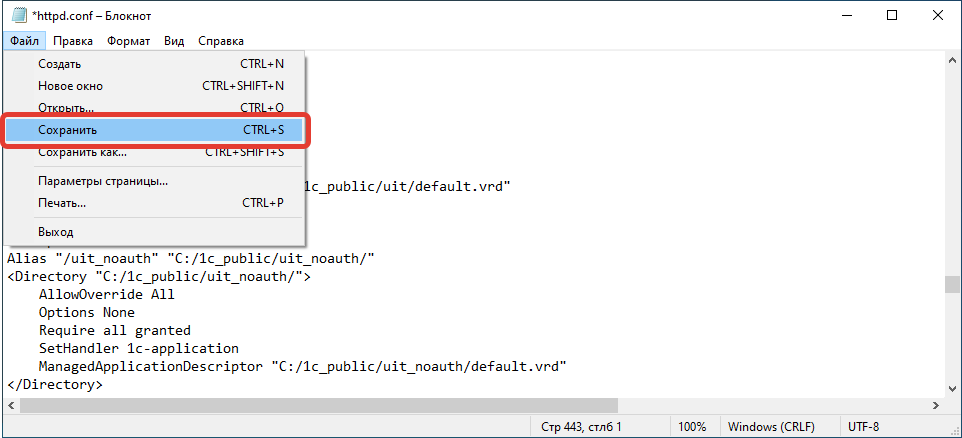 *httpd.conf – Блокнот
Файл Правка Формат Вид Справка
Создать CTRL+N
Новое окно CTRL+SHIFT+N
Открыть... CTRL+O
Сохранить CTRL+S
Сохранить как... CTRL+SHIFT+S
Параметры страницы...
1c_public/uit/default.vrd"
Печать... CTRL+P
Выход
Alias "/uit_noauth" "C:/1c_public/uit_noauth/"
<Directory "C:/1c_public/uit_noauth/">
AllowOverride All
Options None
Require all granted
SetHandler 1c-application
ManagedApplicationDescriptor "C:/1c_public/uit_noauth/default.vrd"
</Directory>
Стр 443, стлб 1 100% Windows (CRLF) UTF-8